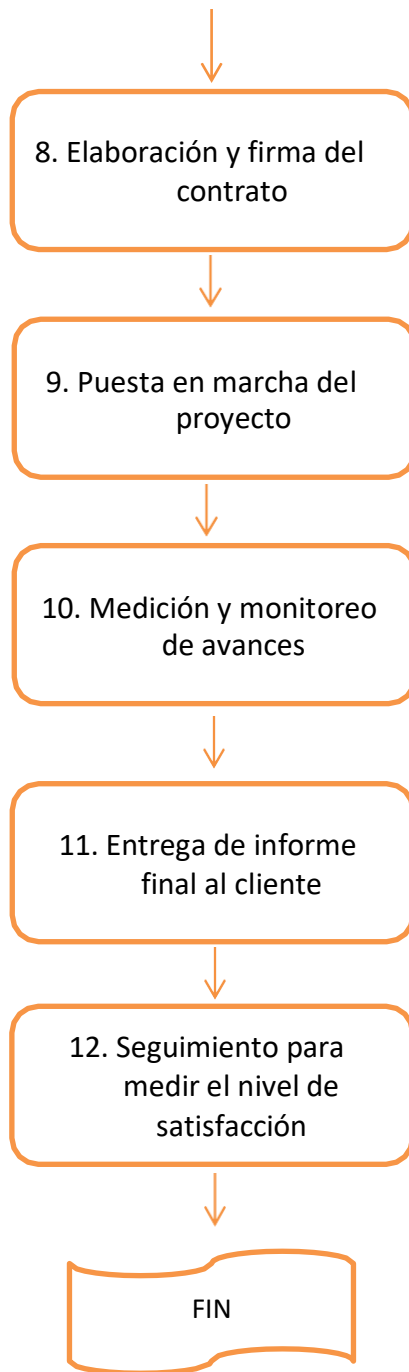 8. Elaboración y firma del
contrato
9. Puesta en marcha del
proyecto
10. Medición y monitoreo
de avances
11. Entrega de informe
final al cliente
12. Seguimiento para
medir el nivel de
satisfacción
FIN